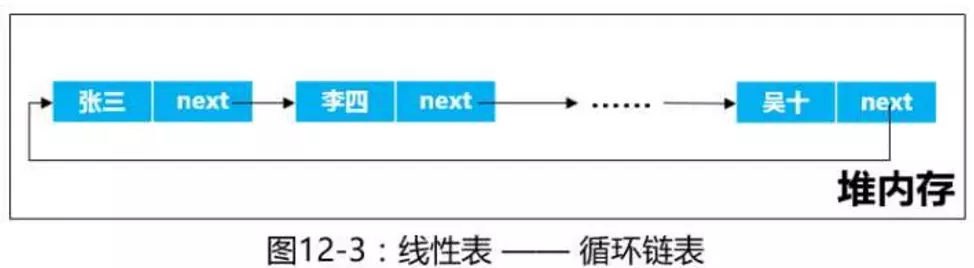 张三 next 李四 next …… 吴十 next
堆内存
图12-3：线性表 —— 循环链表